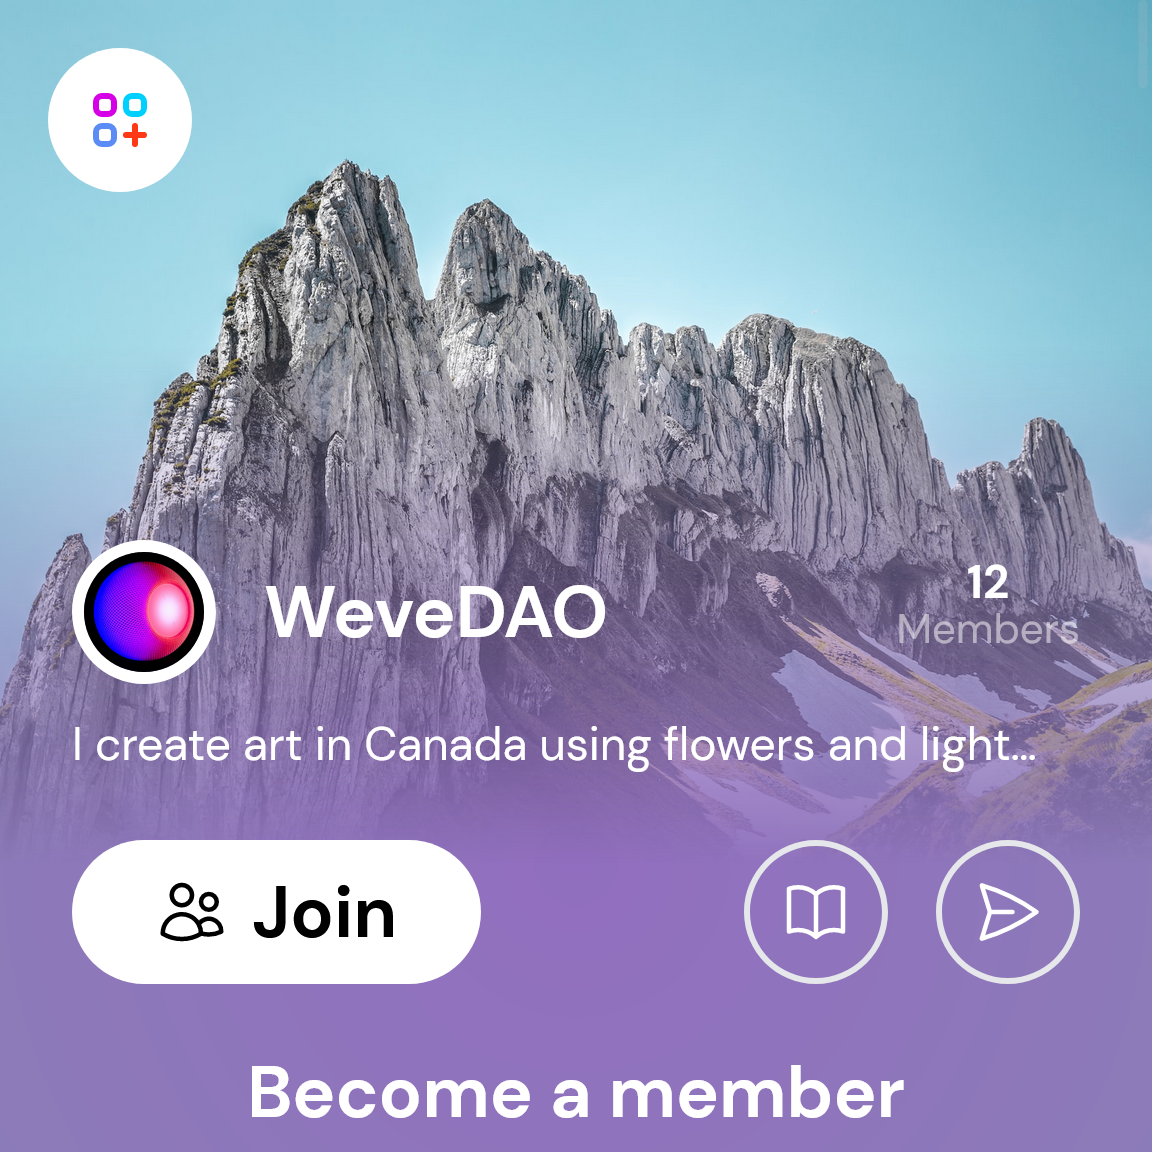 WeveDAO
12
Members
I create art in Canada using flowers and light...
Join
Become a member